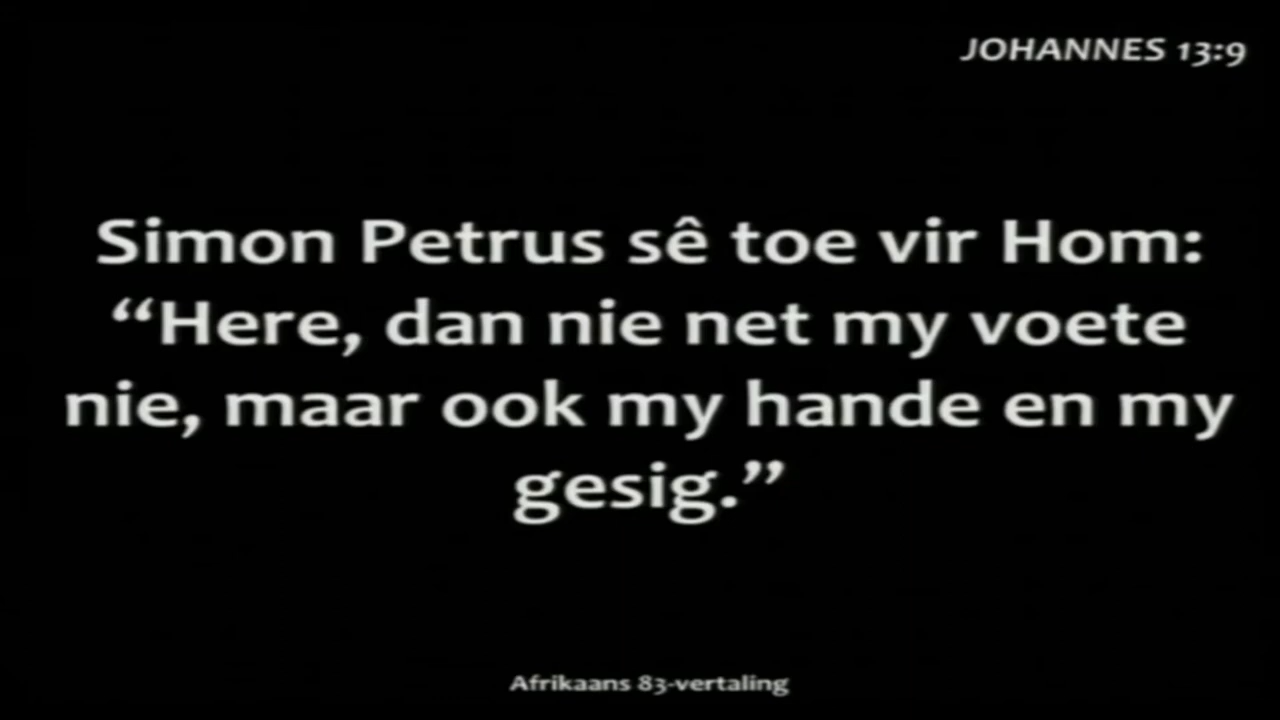 JOHANNES 13:9
Simon Petrus sê toe vir Hom:
“Here, dan nie net my voete
nie, maar ook my hande en my
gesig.”
Afrikaans 83-vertaling